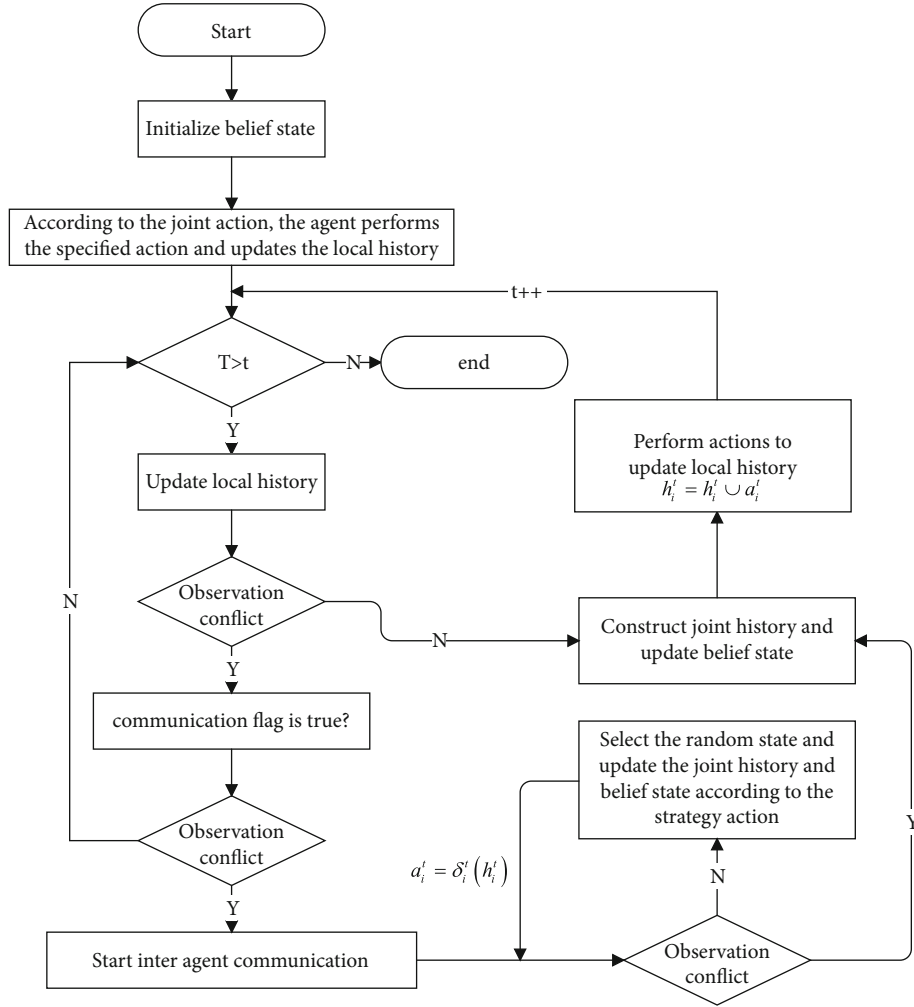 Start
Initialize belief state
According to the joint action, the agent performs
the specified action and updates the local history
t++
T>t
N
end
Y
Update local history
Perform actions to
update local history
$h_i^t = h_i^t \cup a_i^t$
Observation
conflict
N
N
Construct joint history and
update belief state
Y
communication flag is true?
Select the random state and
update the joint history and
belief state according to the
strategy action
Y
Observation
conflict
$a_i^t = \delta_i^t (h_i^t)$
N
Y
Start inter agent communication
Observation
conflict